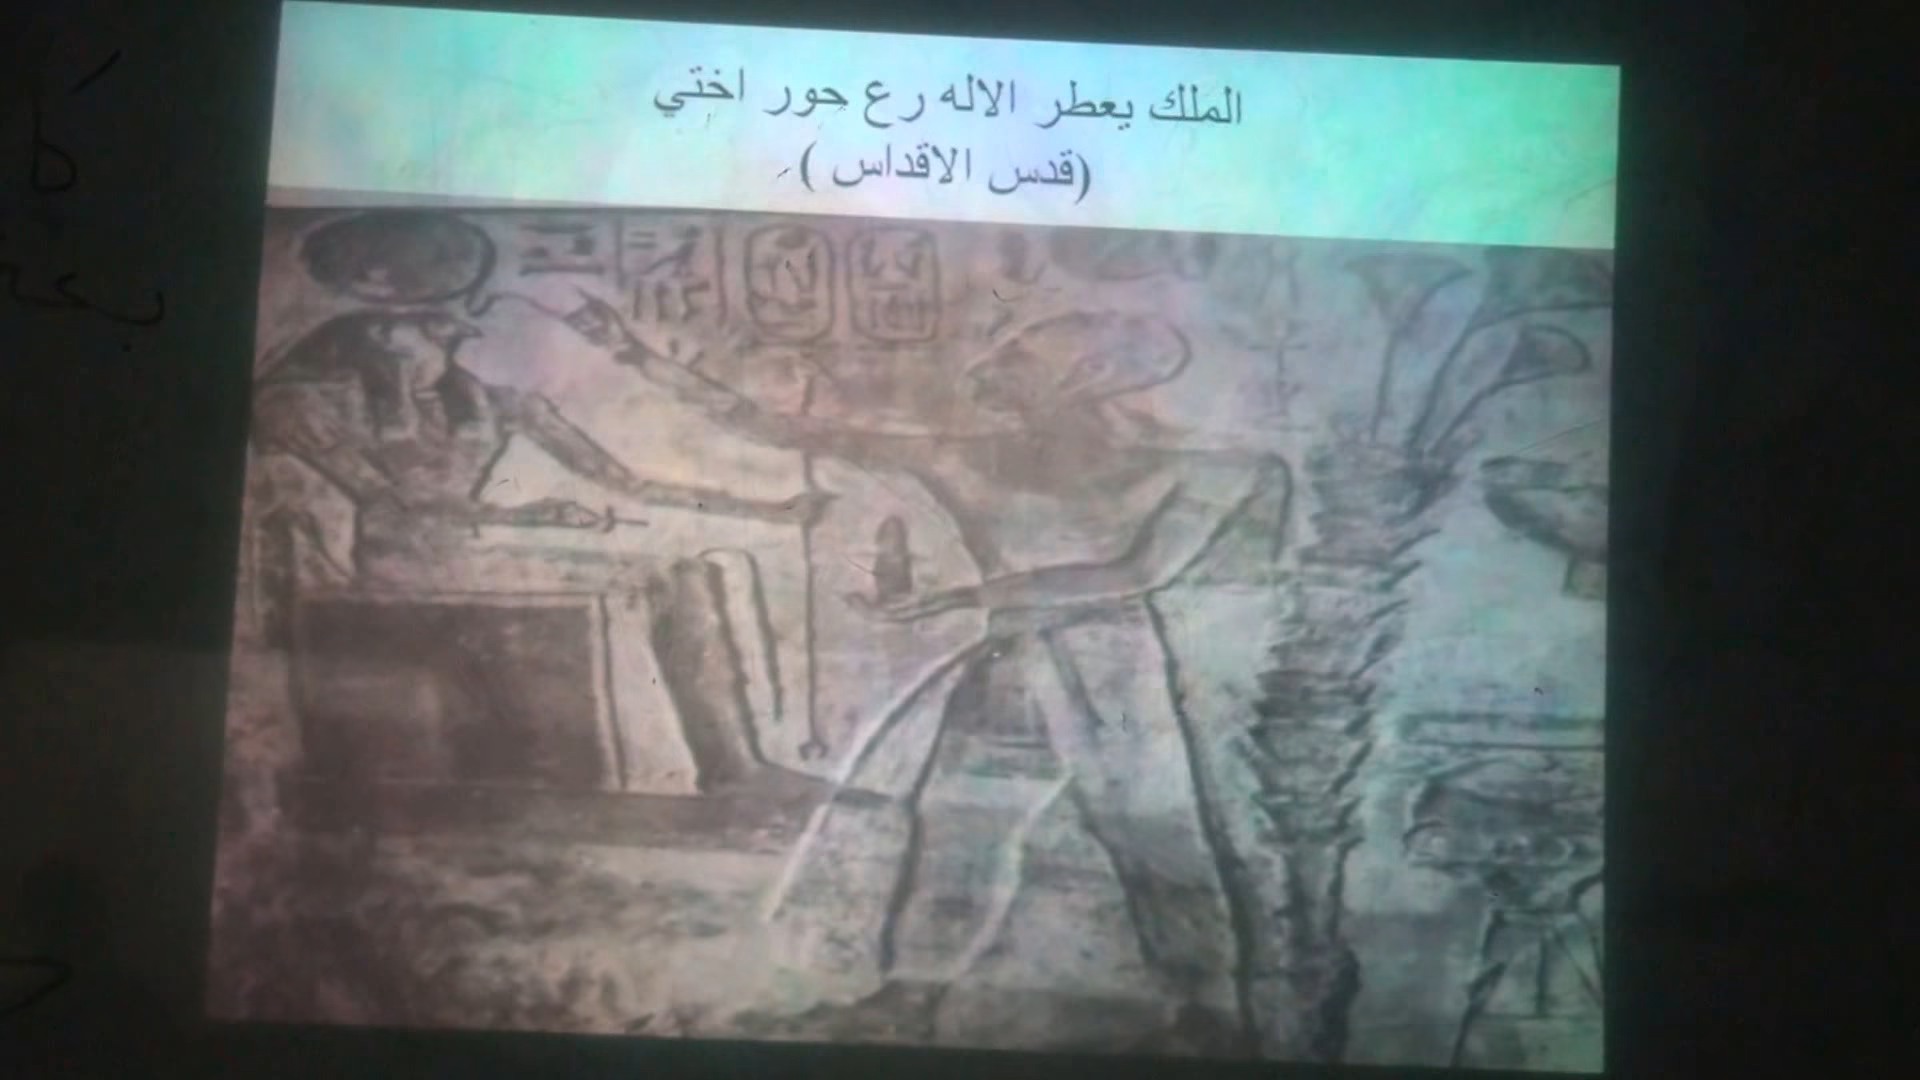 الملك يعطر الاله رع حور اختي
(قدس الاقداس )